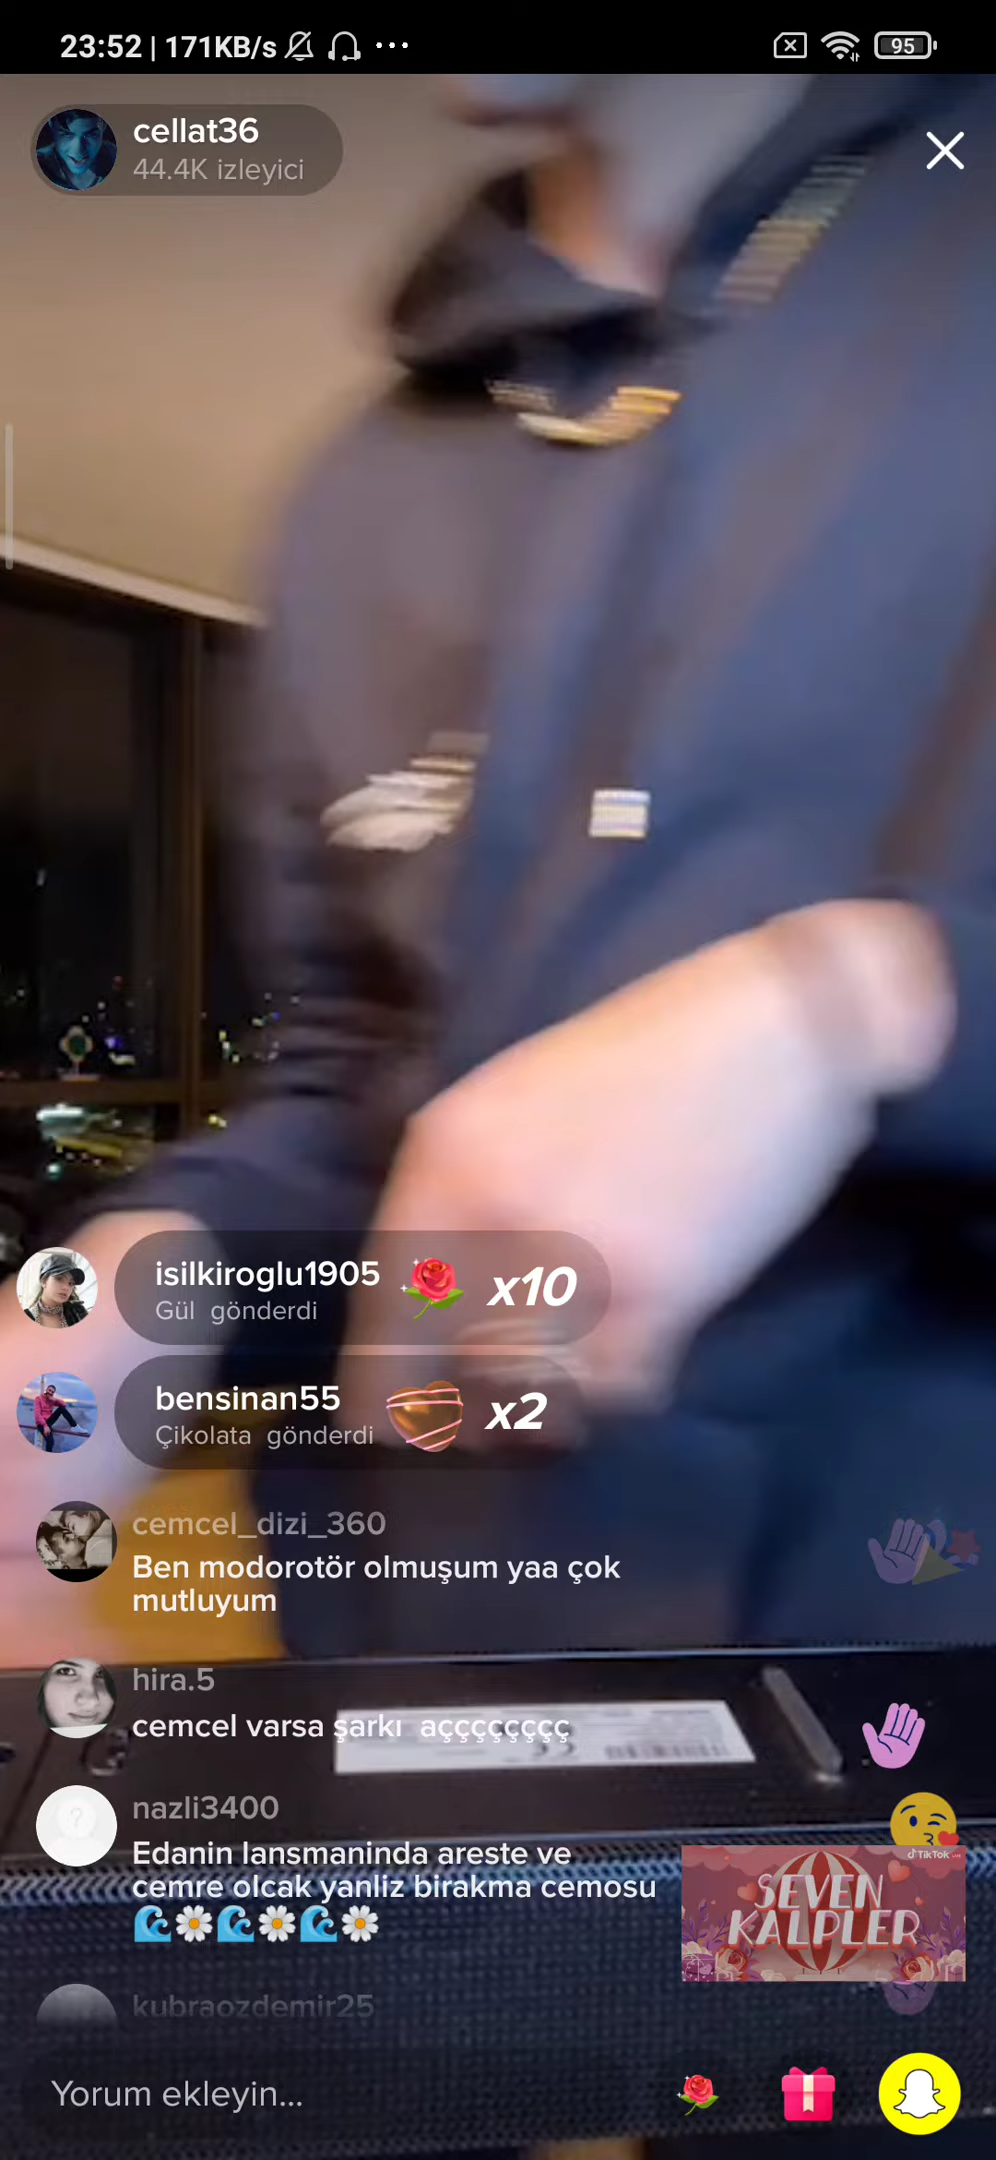 23:52 | 171KB/s
95
cellat36
44.4K izleyici
isilkiroglu1905
x10
Gül gönderdi
bensinan55
x2
Çikolata gönderdi
cemcel_dizi_360
Ben modorotör olmuşum yaa çok
mutluyum
hira.5
cemcel varsa şarkı açççççççç
nazli3400
Edanin lansmaninda areste ve
cemre olcak yanliz birakma cemosu
🌊🌼🌊🌼🌊🌼
TikTok
SEVEN
KALPLER
kubraozdemir25
Yorum ekleyin...